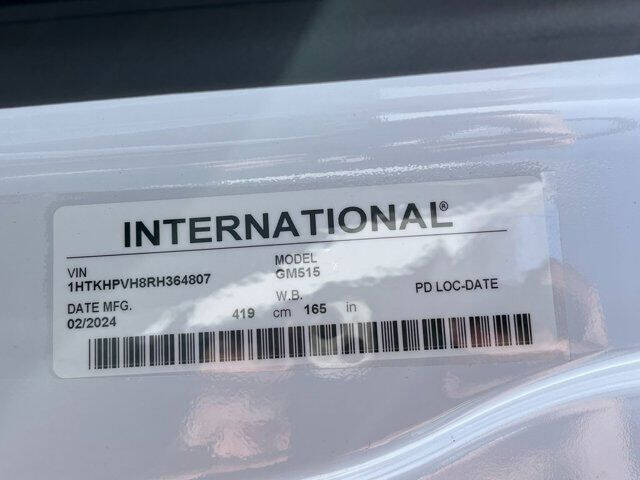 INTERNATIONAL®
VIN
1HTKHPVH8RH364807
MODEL
GM515
DATE MFG.
02/2024
W.B.
419 cm 165 in
PD LOC-DATE